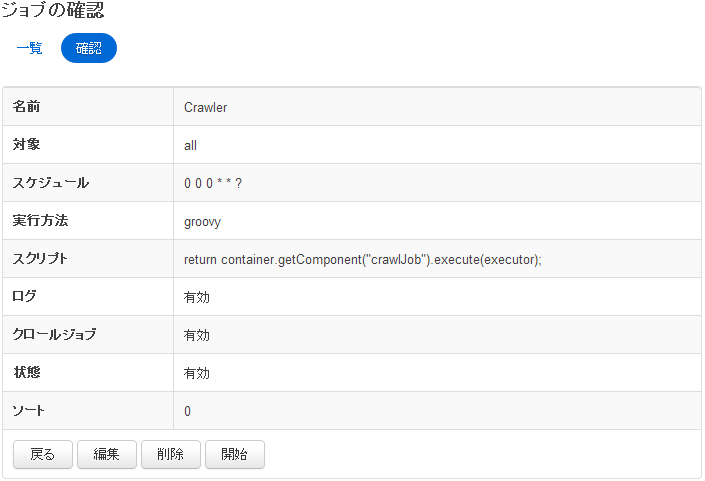 ジョブの確認
一覧 確認
名前 Crawler
対象 all
スケジュール 0 0 0 * * ?
実行方法 groovy
スクリプト return container.getComponent("crawlJob").execute(executor);
ログ 有効
クロールジョブ 有効
状態 有効
ソート 0
戻る 編集 削除 開始